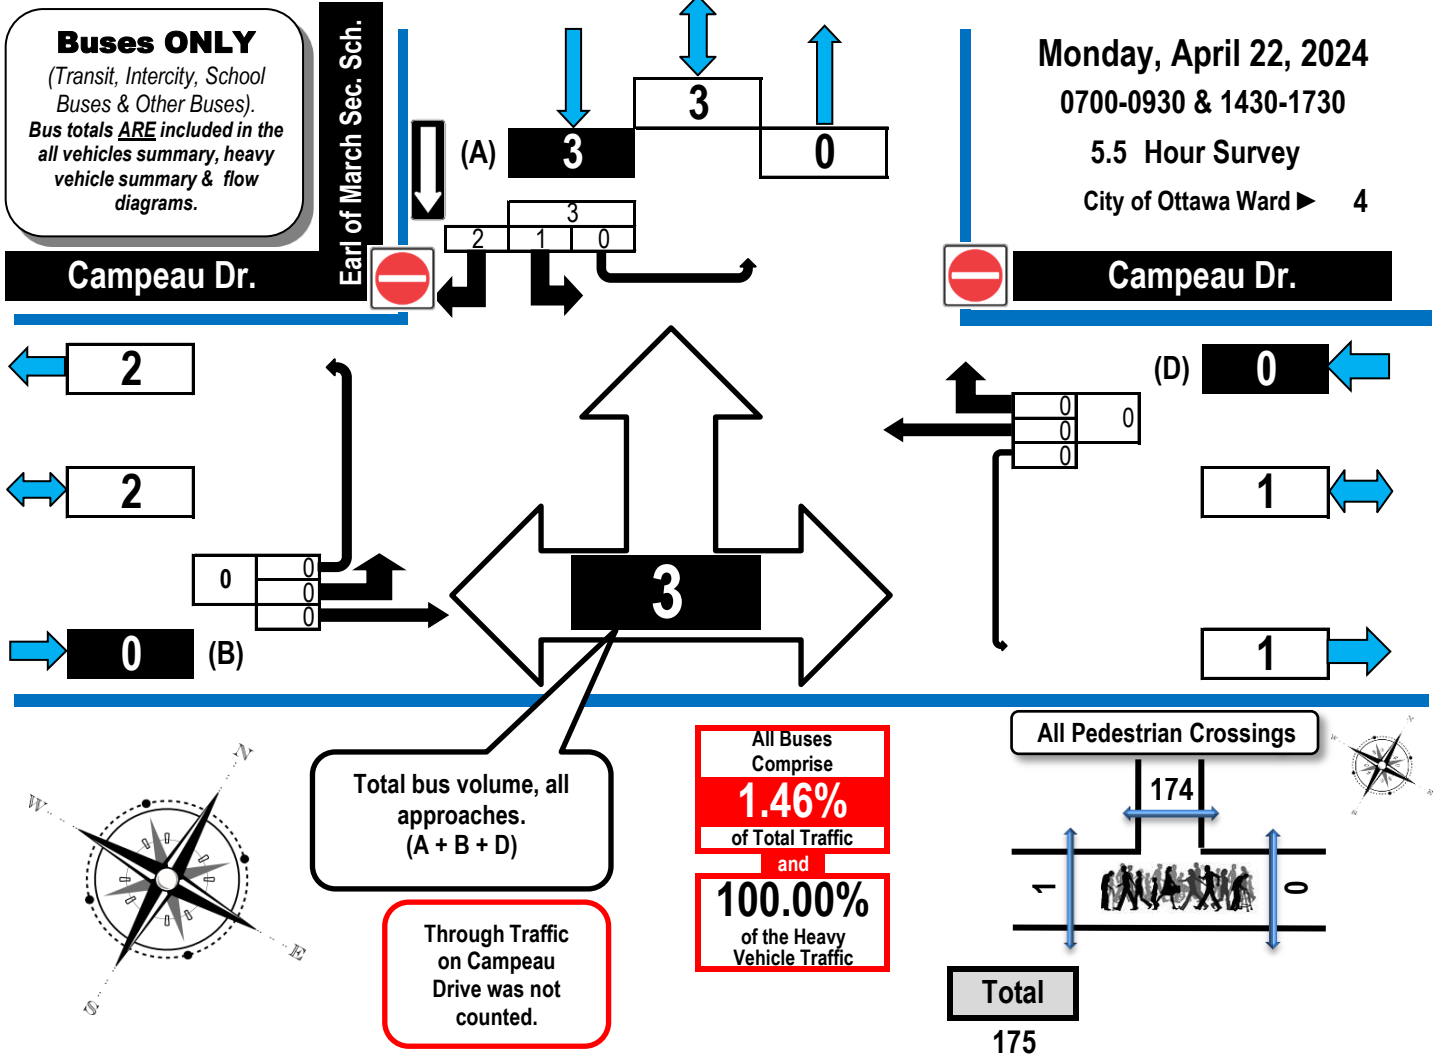 Buses ONLY
(Transit, Intercity, School
Buses & Other Buses).
Bus totals ARE included in the
all vehicles summary, heavy
vehicle summary & flow
diagrams.
Earl of March Sec. Sch.
Campeau Dr.
(A)
3
3
0
3
2 1 0
Monday, April 22, 2024
0700-0930 & 1430-1730
5.5 Hour Survey
City of Ottawa Ward ► 4
Campeau Dr.
2
2
0
0
0
0
0
(B)
(D)
0
0
0
0
0
1
1
3
Total bus volume, all
approaches.
(A + B + D)
Through Traffic
on Campeau
Drive was not
counted.
All Buses
Comprise
1.46%
of Total Traffic
and
100.00%
of the Heavy
Vehicle Traffic
All Pedestrian Crossings
174
1
0
Total
175
N
W
E
S